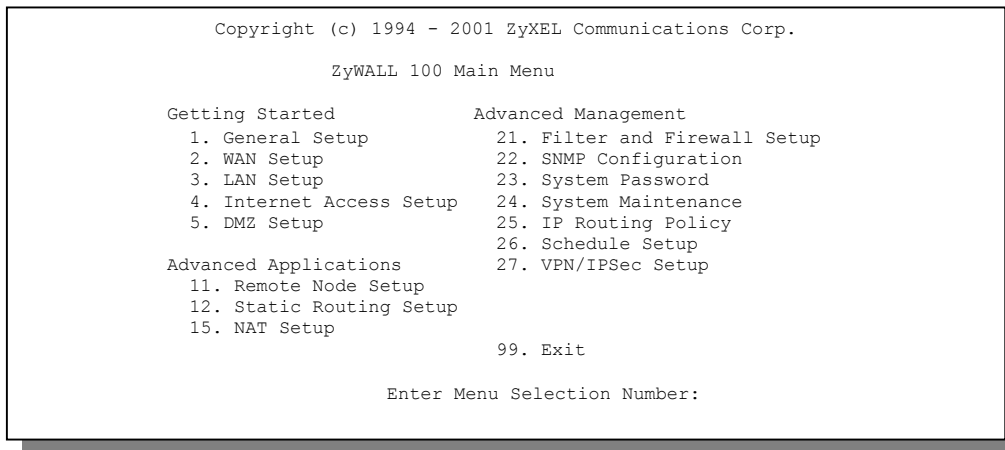 Copyright (c) 1994 - 2001 ZyXEL Communications Corp.
ZyWALL 100 Main Menu
Getting Started
1. General Setup
2. WAN Setup
3. LAN Setup
4. Internet Access Setup
5. DMZ Setup
Advanced Applications
11. Remote Node Setup
12. Static Routing Setup
15. NAT Setup
Advanced Management
21. Filter and Firewall Setup
22. SNMP Configuration
23. System Password
24. System Maintenance
25. IP Routing Policy
26. Schedule Setup
27. VPN/IPSec Setup
99. Exit
Enter Menu Selection Number: